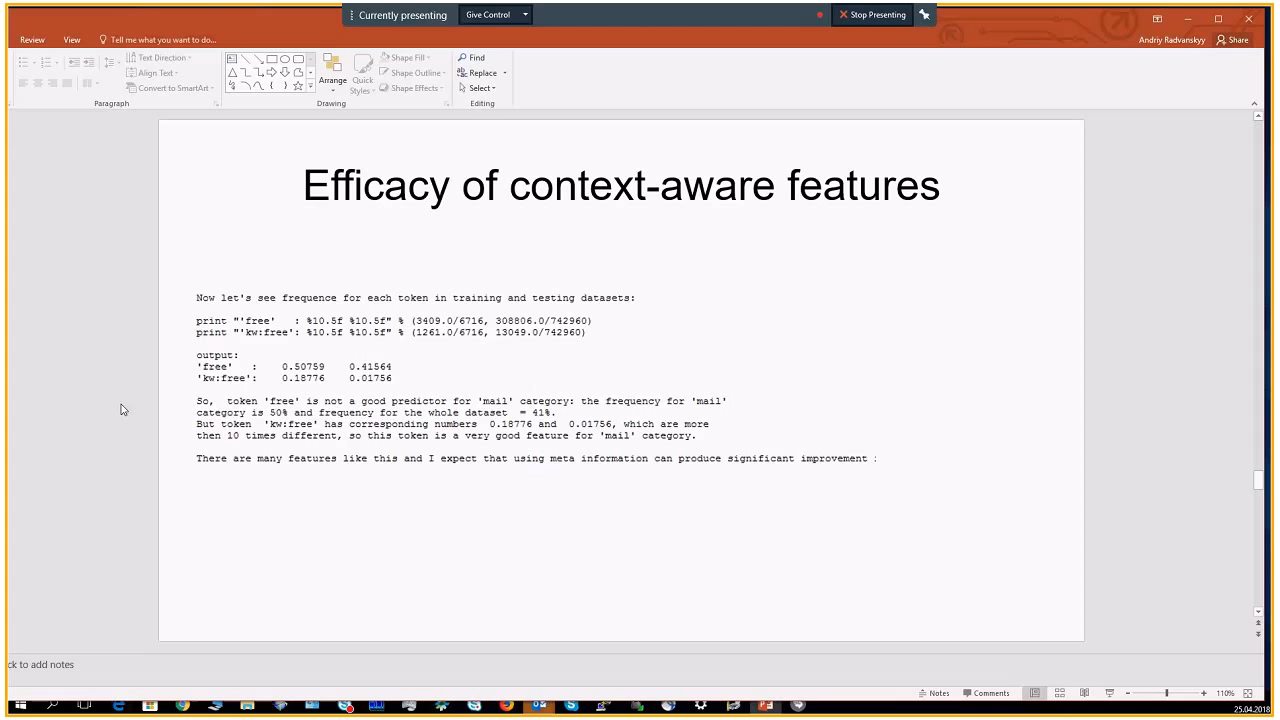 Currently presenting
Give Control
Stop Presenting
Review
View
Tell me what you want to do...
Andriy Radvanskyy
Share
Text Direction
Align Text
Convert to SmartArt
Paragraph
Arrange
Quick
Styles
Shape Fill
Shape Outline
Shape Effects
Drawing
Find
Replace
Select
Editing
Efficacy of context-aware features
Now let's see frequence for each token in training and testing datasets:
print "'free'   : %10.5f %10.5f" % (3409.0/6716, 308806.0/742960)
print "'kw:free': %10.5f %10.5f" % (1261.0/6716, 13049.0/742960)
output:
'free'   :    0.50759    0.41564
'kw:free':    0.18776    0.01756
So,  token 'free' is not a good predictor for 'mail' category: the frequency for 'mail'
category is 50% and frequency for the whole dataset  = 41%.
But token  'kw:free' has corresponding numbers  0.18776 and  0.01756, which are more
then 10 times different, so this token is a very good feature for 'mail' category.
There are many features like this and I expect that using meta information can produce significant improvement :
ck to add notes
Notes
Comments
110%
25.04.2018